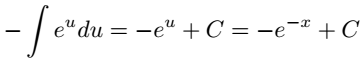 $-\int e^{u} du = -e^{u} + C = -e^{-x} + C$